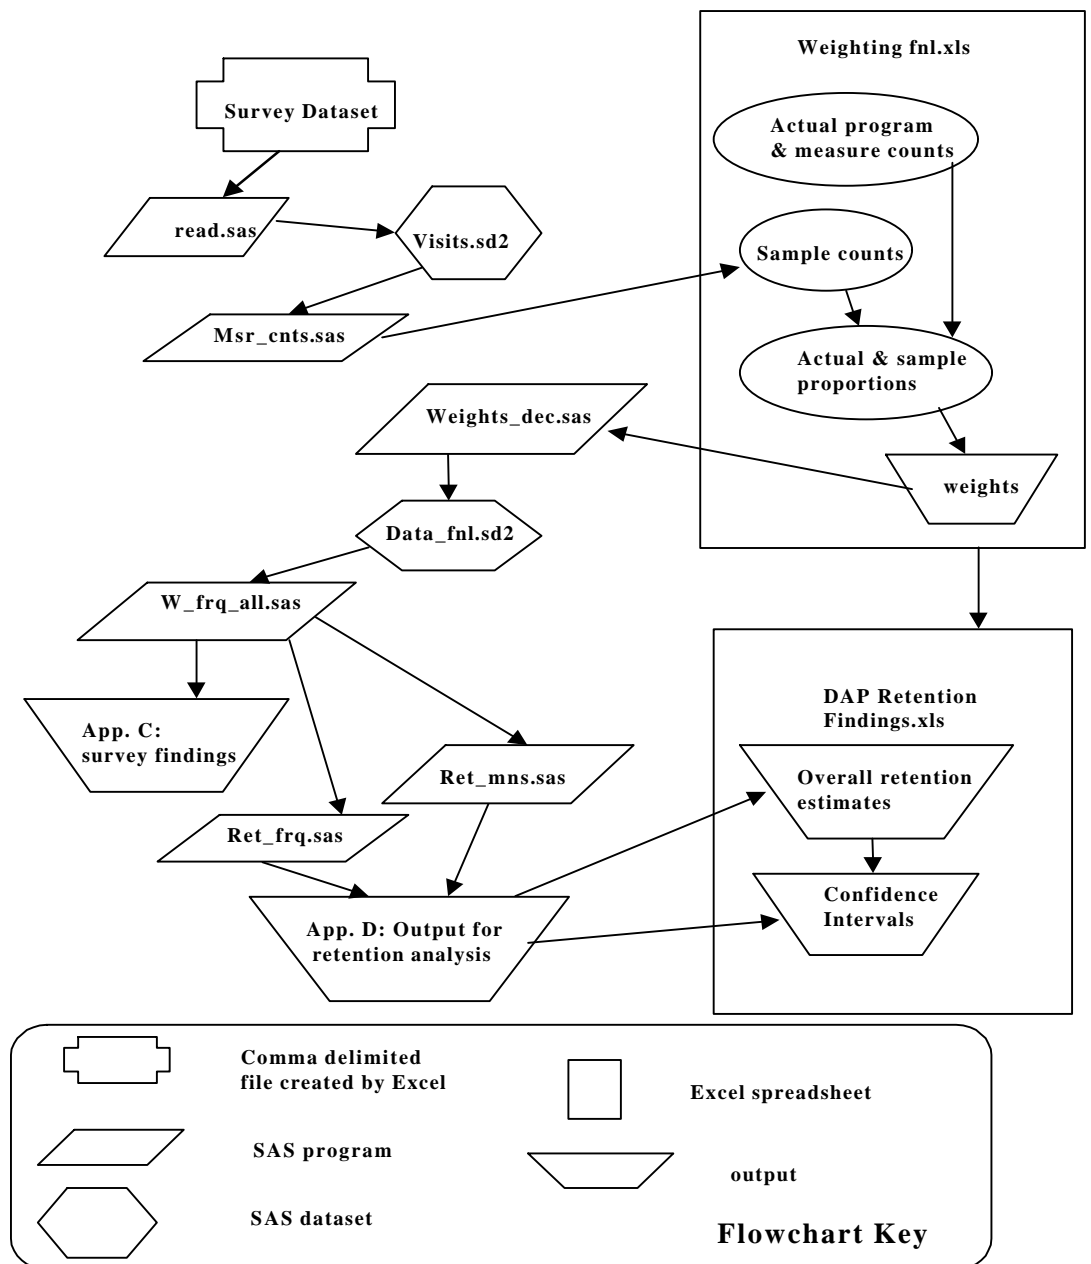 Weighting fnl.xls
Survey Dataset
Actual program
& measure counts
read.sas
Visits.sd2
Sample counts
Msr_cnts.sas
Actual & sample
proportions
Weights_dec.sas
weights
Data_fnl.sd2
W_frq_all.sas
DAP Retention
Findings.xls
App. C:
survey findings
Ret_mns.sas
Overall retention
estimates
Ret_frq.sas
Confidence
Intervals
App. D: Output for
retention analysis
Comma delimited
file created by Excel
Excel spreadsheet
SAS program
output
SAS dataset
Flowchart Key